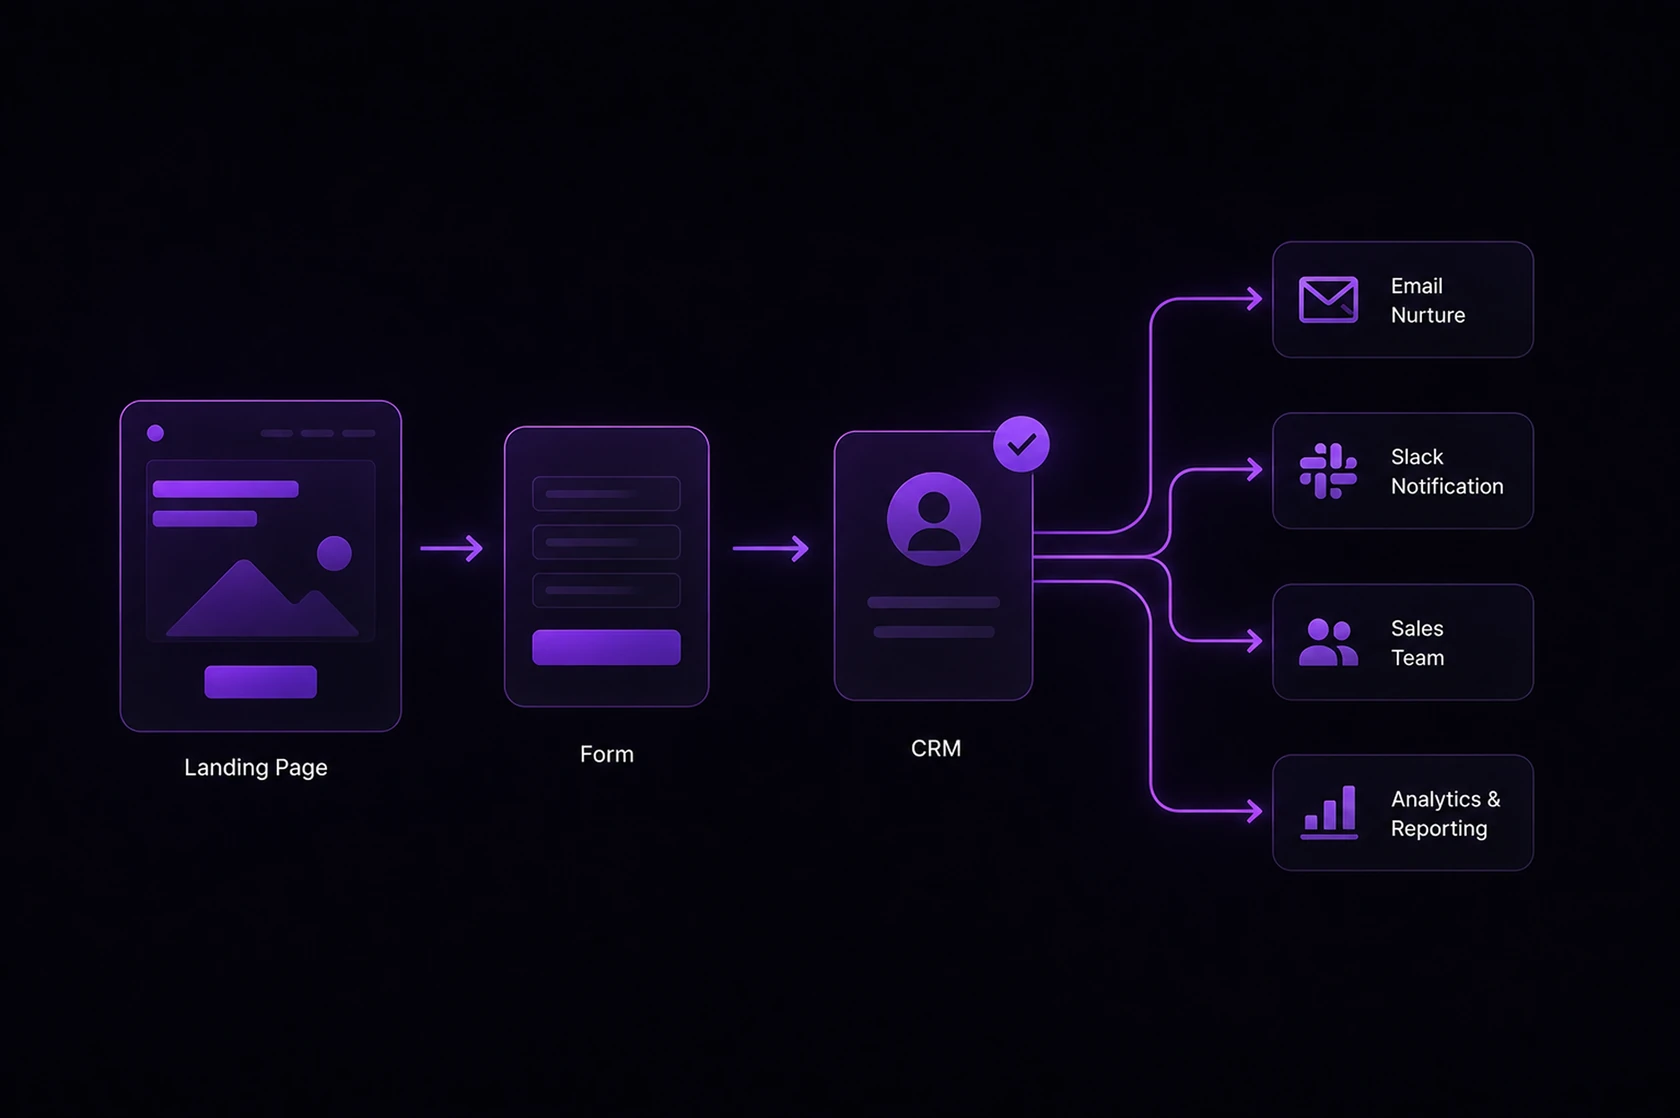 Landing Page
Form
CRM
Email
Nurture
Slack
Notification
Sales
Team
Analytics &
Reporting